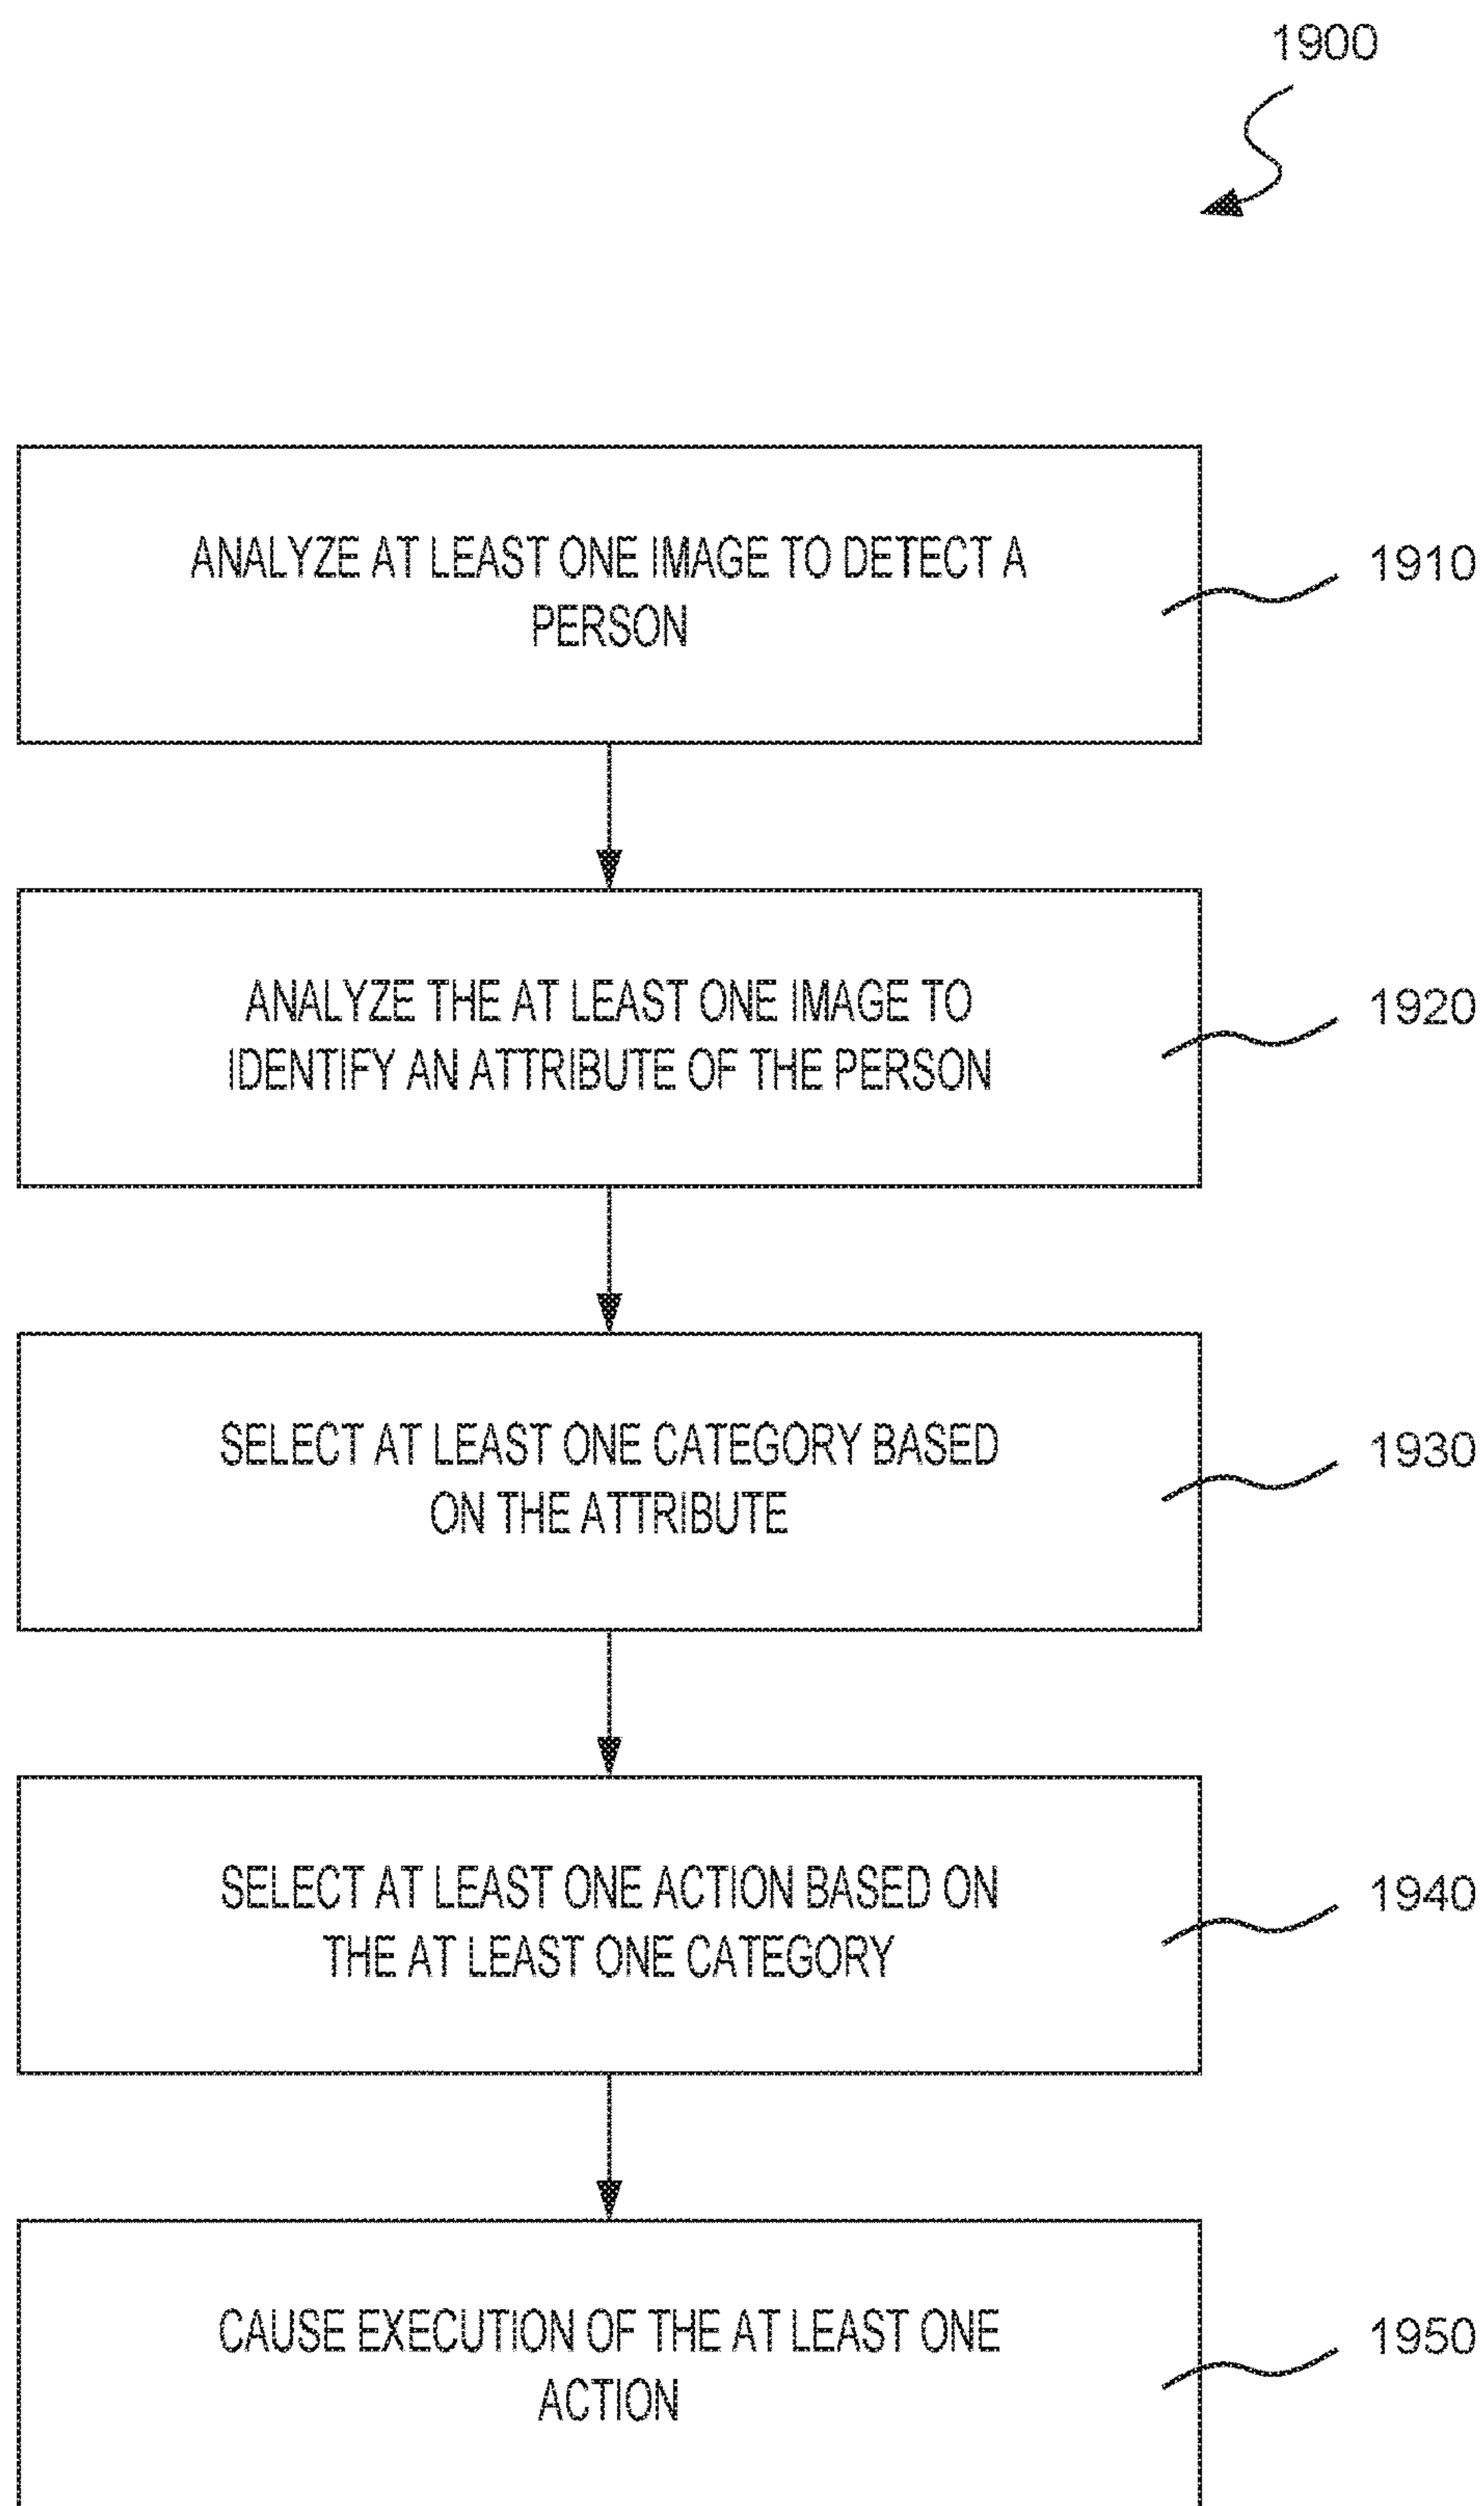 1900
ANALYZE AT LEAST ONE IMAGE TO DETECT A
PERSON
1910
ANALYZE THE AT LEAST ONE IMAGE TO
IDENTIFY AN ATTRIBUTE OF THE PERSON
1920
SELECT AT LEAST ONE CATEGORY BASED
ON THE ATTRIBUTE
1930
SELECT AT LEAST ONE ACTION BASED ON
THE AT LEAST ONE CATEGORY
1940
CAUSE EXECUTION OF THE AT LEAST ONE
ACTION
1950